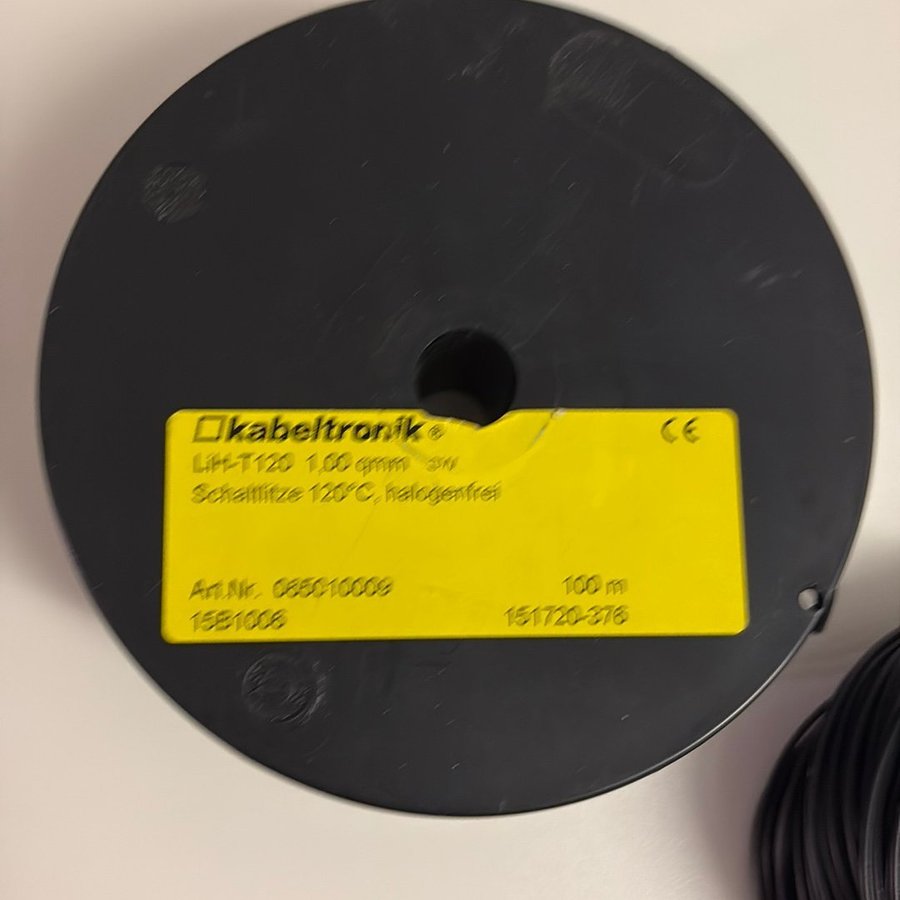 kabeltronik®
CE
LiH-T120 1,00 qmm sw
Schaltlitze 120°C, halogenfrei
Art.Nr. 065010009 100 m
15B1006 151720-376